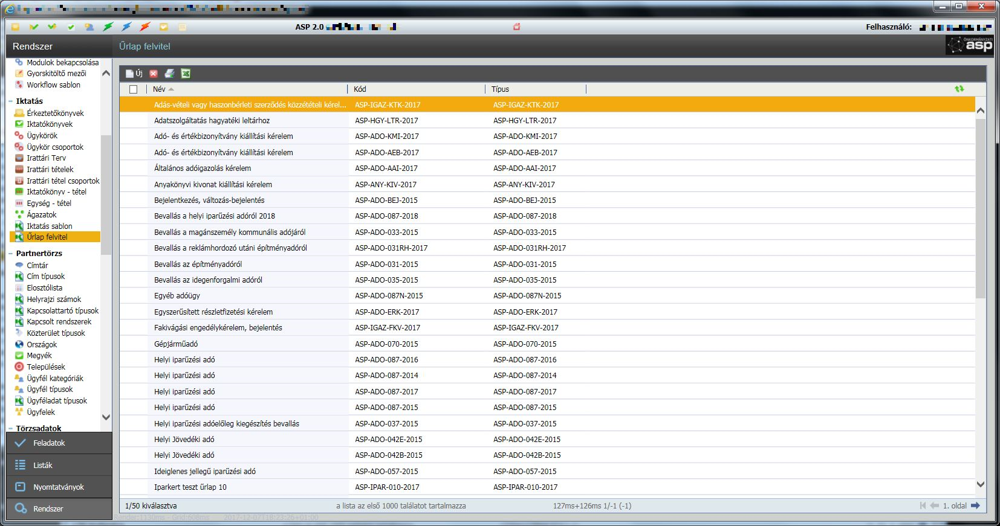 ASP 2.0
Felhasználó:
Rendszer
Űrlap felvitel
ÖNKORMÁNYZATI
asp
Modulok bekapcsolása
Gyorskitöltő mezői
Workflow sablon
Iktatás
Érkeztetőkönyvek
Iktatókönyvek
Ügykörök
Ügykör csoportok
Irattári Terv
Irattári tételek
Irattári tétel csoportok
Iktatókönyv - tétel
Egység - tétel
Ágazatok
Iktatás sablon
Űrlap felvitel
Partnertörzs
Címtár
Cím típusok
Elosztólista
Helyrajzi számok
Kapcsolattartó típusok
Kapcsolt rendszerek
Közterület típusok
Országok
Megyék
Települések
Ügyfél kategóriák
Ügyfél típusok
Ügyféladat típusok
Ügyfelek
Törzsadatok
Feladatok
Listák
Nyomtatványok
Rendszer
Új
Név Kód Típus
Adás-vételi vagy haszonbérleti szerződés közzétételi kérel... ASP-IGAZ-KTK-2017 ASP-IGAZ-KTK-2017
Adatszolgáltatás hagyatéki leltárhoz ASP-HGY-LTR-2017 ASP-HGY-LTR-2017
Adó- és értékbizonyítvány kiállítási kérelem ASP-ADO-KMI-2017 ASP-ADO-KMI-2017
Adó- és értékbizonyítvány kiállítási kérelem ASP-ADO-AEB-2017 ASP-ADO-AEB-2017
Általános adóigazolás kérelem ASP-ADO-AAI-2017 ASP-ADO-AAI-2017
Anyakönyvi kivonat kiállítási kérelem ASP-ANY-KIV-2017 ASP-ANY-KIV-2017
Bejelentkezés, változás-bejelentés ASP-ADO-BEJ-2015 ASP-ADO-BEJ-2015
Bevallás a helyi iparűzési adóról 2018 ASP-ADO-087-2018 ASP-ADO-087-2018
Bevallás a magánszemély kommunális adójáról ASP-ADO-033-2015 ASP-ADO-033-2015
Bevallás a reklámhordozó utáni építményadóról ASP-ADO-031RH-2017 ASP-ADO-031RH-2017
Bevallás az építményadóról ASP-ADO-031-2015 ASP-ADO-031-2015
Bevallás az idegenforgalmi adóról ASP-ADO-035-2015 ASP-ADO-035-2015
Egyéb adóügy ASP-ADO-087N-2015 ASP-ADO-087N-2015
Egyszerűsített részletfizetési kérelem ASP-ADO-ERK-2017 ASP-ADO-ERK-2017
Fakivágási engedélykérelem, bejelentés ASP-IGAZ-FKV-2017 ASP-IGAZ-FKV-2017
Gépjárműadó ASP-ADO-070-2015 ASP-ADO-070-2015
Helyi iparűzési adó ASP-ADO-087-2016 ASP-ADO-087-2016
Helyi iparűzési adó ASP-ADO-087-2014 ASP-ADO-087-2014
Helyi iparűzési adó ASP-ADO-087-2017 ASP-ADO-087-2017
Helyi iparűzési adó ASP-ADO-087-2015 ASP-ADO-087-2015
Helyi iparűzési adóelőleg kiegészítés bevallás ASP-ADO-037-2015 ASP-ADO-037-2015
Helyi Jövedéki adó ASP-ADO-042E-2015 ASP-ADO-042E-2015
Helyi Jövedéki adó ASP-ADO-042B-2015 ASP-ADO-042B-2015
Ideiglenes jellegű iparűzési adó ASP-ADO-057-2015 ASP-ADO-057-2015
Iparkert teszt űrlap 10 ASP-IPAR-010-2017 ASP-IPAR-010-2017
1/50 kiválasztva a lista az első 1000 találatot tartalmazza 127ms+126ms 1/-1 (-1) 1. oldal
Render:1130ms - Grid:608ms 2017-12-07T18:23:26+01:00